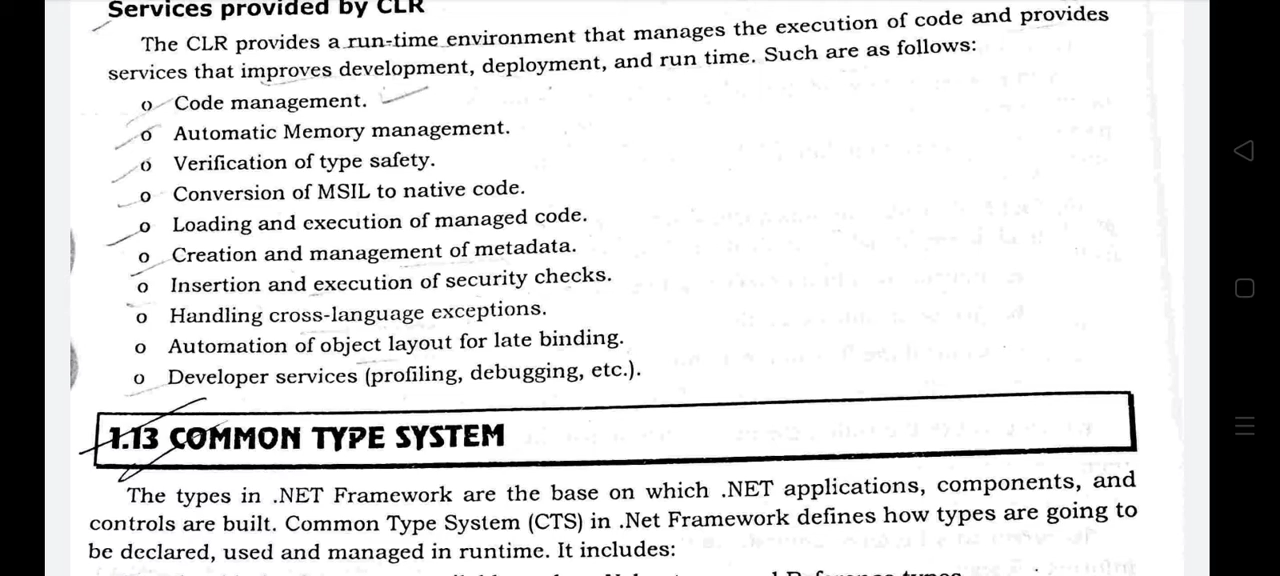 Services provided by CLR
The CLR provides a run-time environment that manages the execution of code and provides
services that improves development, deployment, and run time. Such are as follows:
o Code management.
o Automatic Memory management.
o Verification of type safety.
o Conversion of MSIL to native code.
o Loading and execution of managed code.
o Creation and management of metadata.
o Insertion and execution of security checks.
o Handling cross-language exceptions.
o Automation of object layout for late binding.
o Developer services (profiling, debugging, etc.).
1.13 COMMON TYPE SYSTEM
The types in .NET Framework are the base on which .NET applications, components, and
controls are built. Common Type System (CTS) in .Net Framework defines how types are going to
be declared, used and managed in runtime. It includes:
Reference types